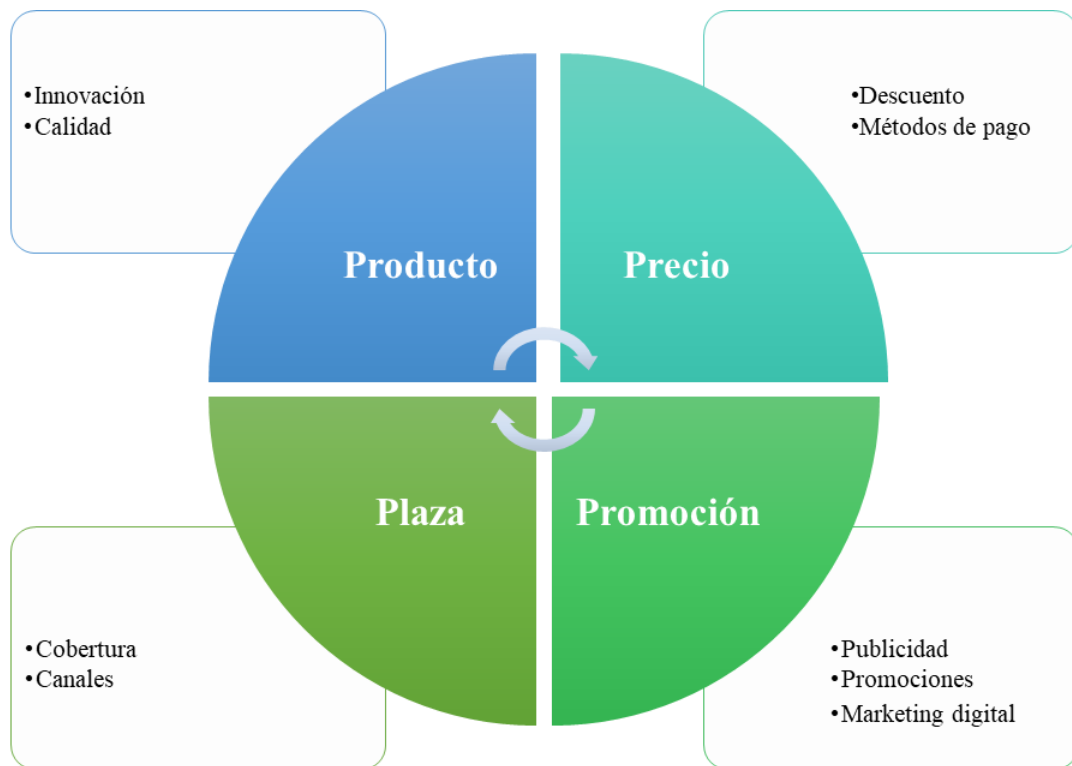 •Innovación
•Calidad
Producto
•Descuento
•Métodos de pago
Precio
Plaza
•Cobertura
•Canales
Promoción
•Publicidad
•Promociones
•Marketing digital